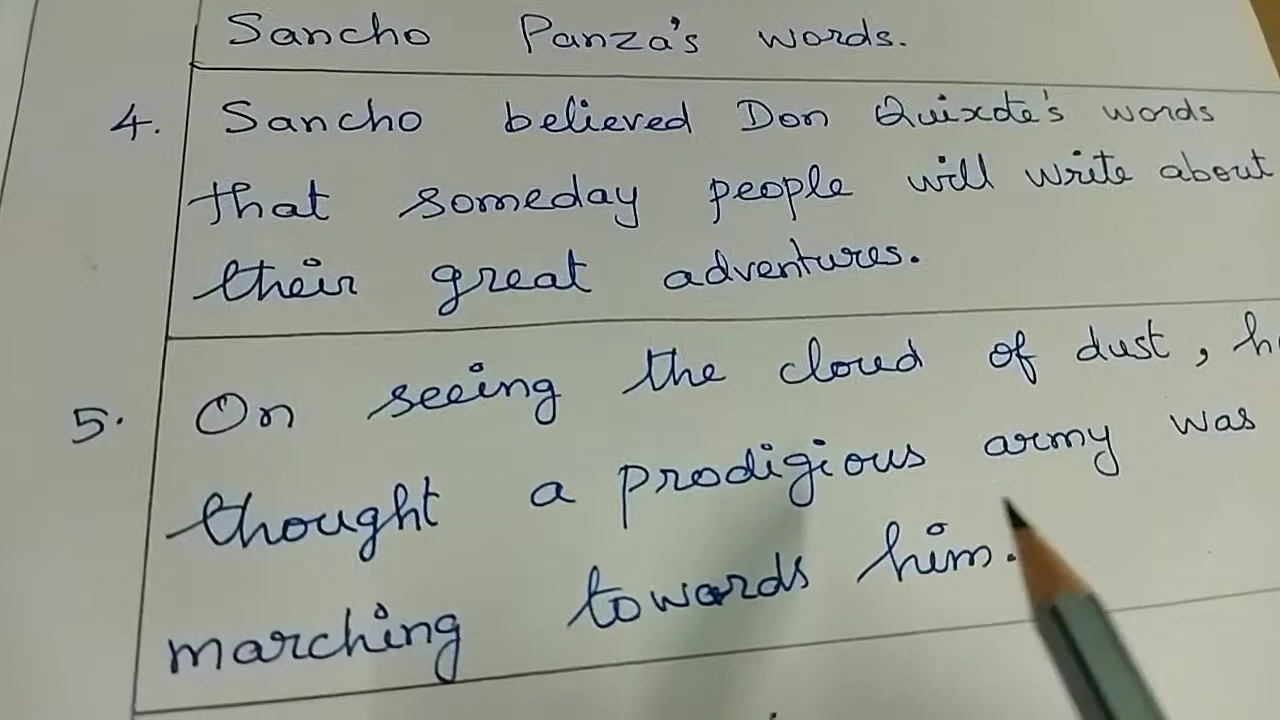 Sancho Panza's words.
4. Sancho believed Don Quixote's words
that someday people will write about
their great adventures.
5. On seeing the cloud of dust,
thought a prodigious army was
marching towards him.